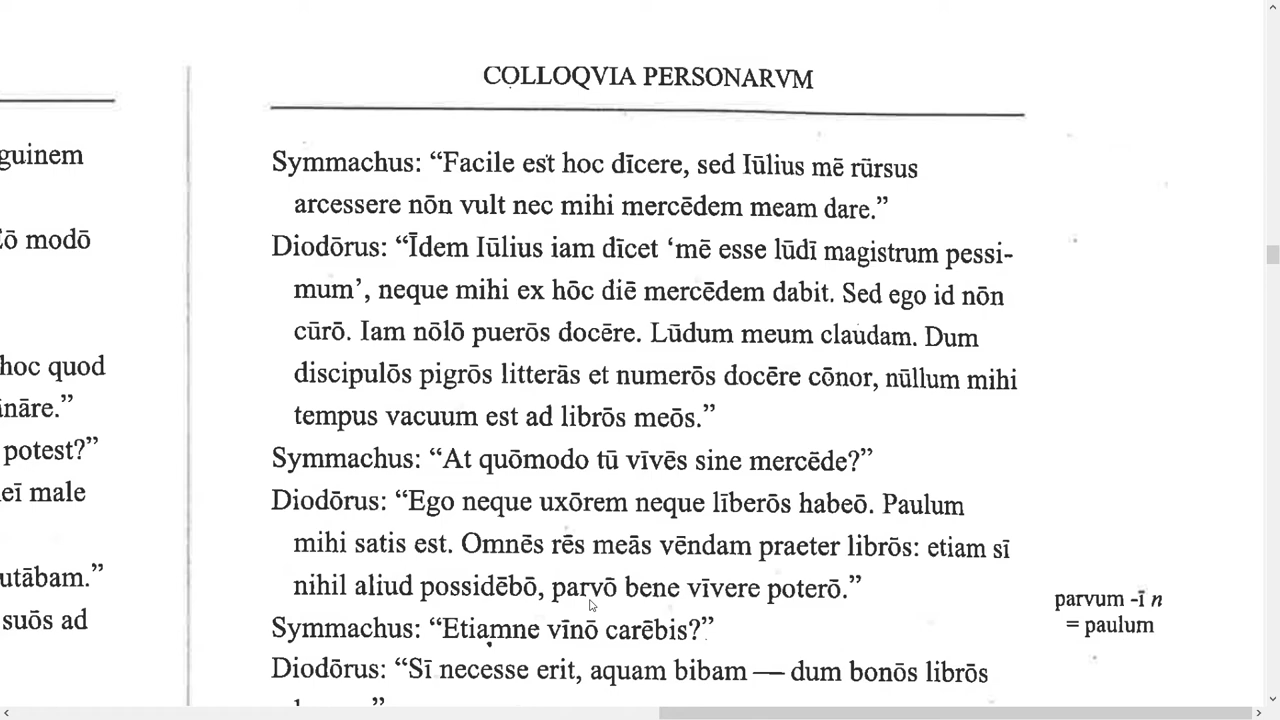 COLLOQVIA PERSONARVM
guinem
Eō modō
hoc quod
ānāre.”
potest?”
eī male
utābam.”
suōs ad
Symmachus: “Facile est hoc dīcere, sed Iūlius mē rūrsus
arcessere nōn vult nec mihi mercēdem meam dare.”
Diodōrus: “Īdem Iūlius iam dīcet ‘mē esse lūdī magistrum pessi-
mum’, neque mihi ex hōc diē mercēdem dabit. Sed ego id nōn
cūrō. Iam nōlō puerōs docēre. Lūdum meum claudam. Dum
discipulōs pigrōs litterās et numerōs docēre cōnor, nūllum mihi
tempus vacuum est ad librōs meōs.”
Symmachus: “At quōmodo tū vīvēs sine mercēde?”
Diodōrus: “Ego neque uxōrem neque līberōs habeō. Paulum
mihi satis est. Omnēs rēs meās vēndam praeter librōs: etiam sī
nihil aliud possidēbō, parvō bene vīvere poterō.”
Symmachus: “Etiamne vīnō carēbis?”
Diodōrus: “Sī necesse erit, aquam bibam — dum bonōs librōs
parvum -ī n
= paulum